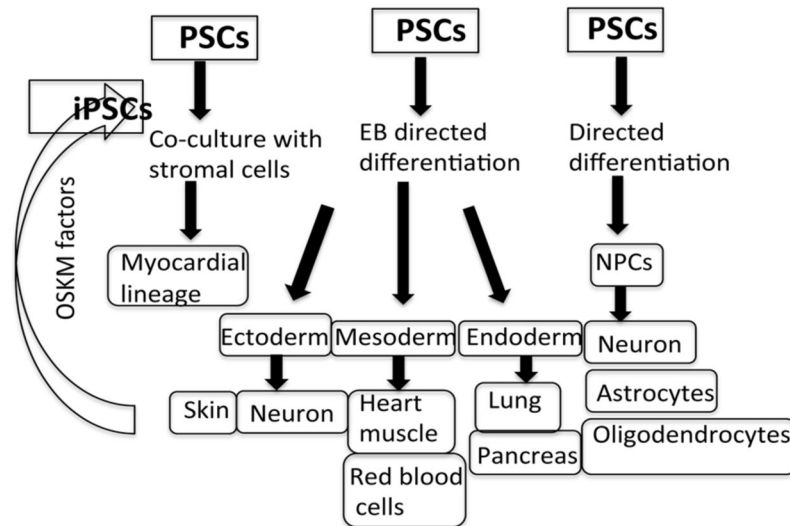 PSCs
PSCs
PSCs
iPSCs
Co-culture with
stromal cells
EB directed
differentiation
Directed
differentiation
OSKM factors
Myocardial
lineage
NPCs
Ectoderm
Mesoderm
Endoderm
Neuron
Skin
Neuron
Heart
muscle
Lung
Astrocytes
Red blood
cells
Pancreas
Oligodendrocytes